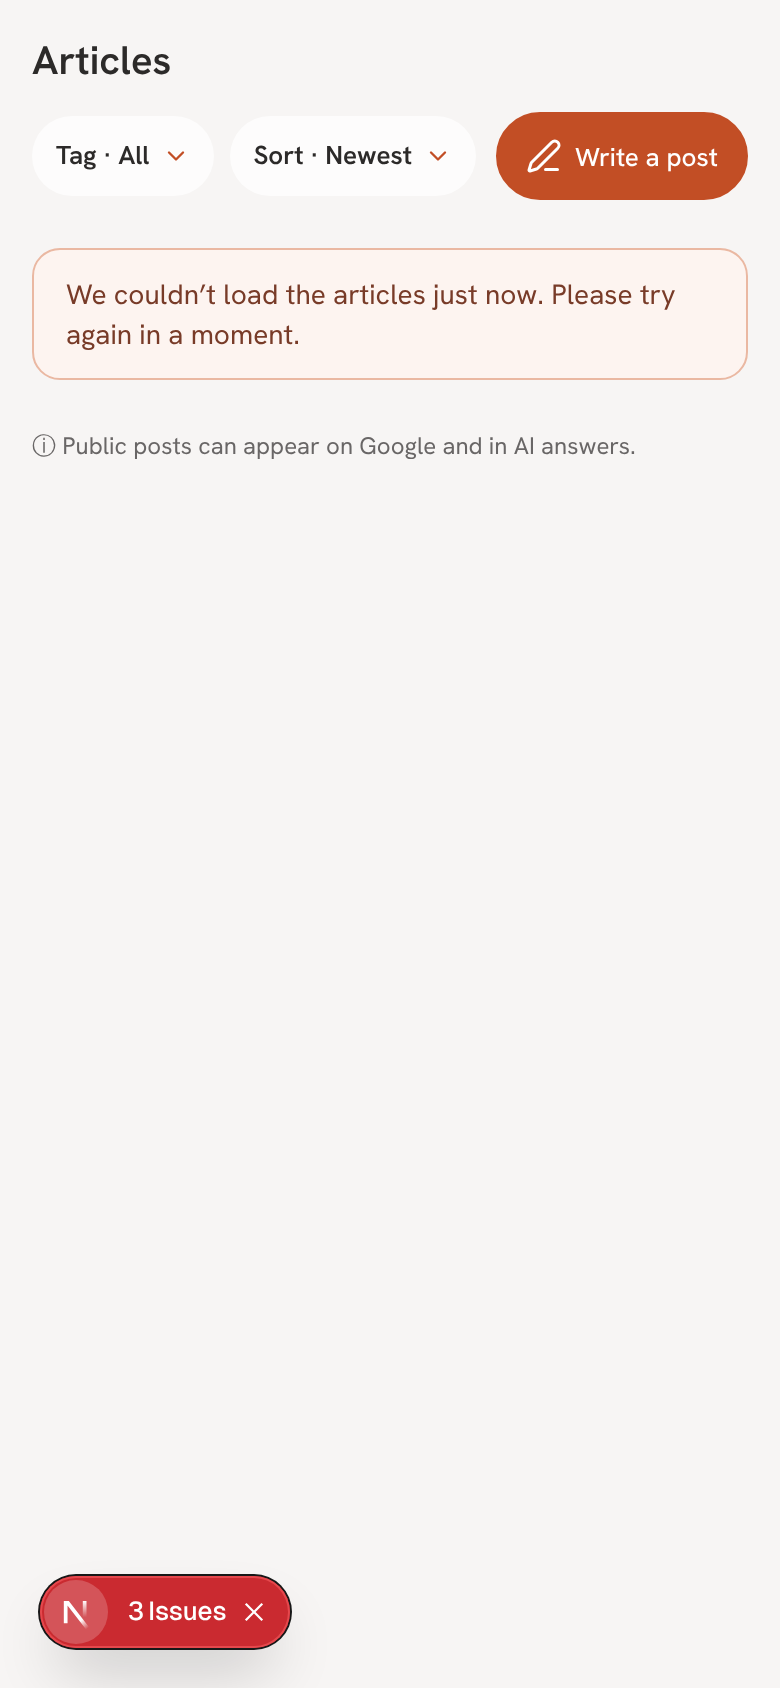 Articles
Tag · All
Sort · Newest
Write a post
We couldn’t load the articles just now. Please try
again in a moment.
ⓘ Public posts can appear on Google and in AI answers.
N
3 Issues